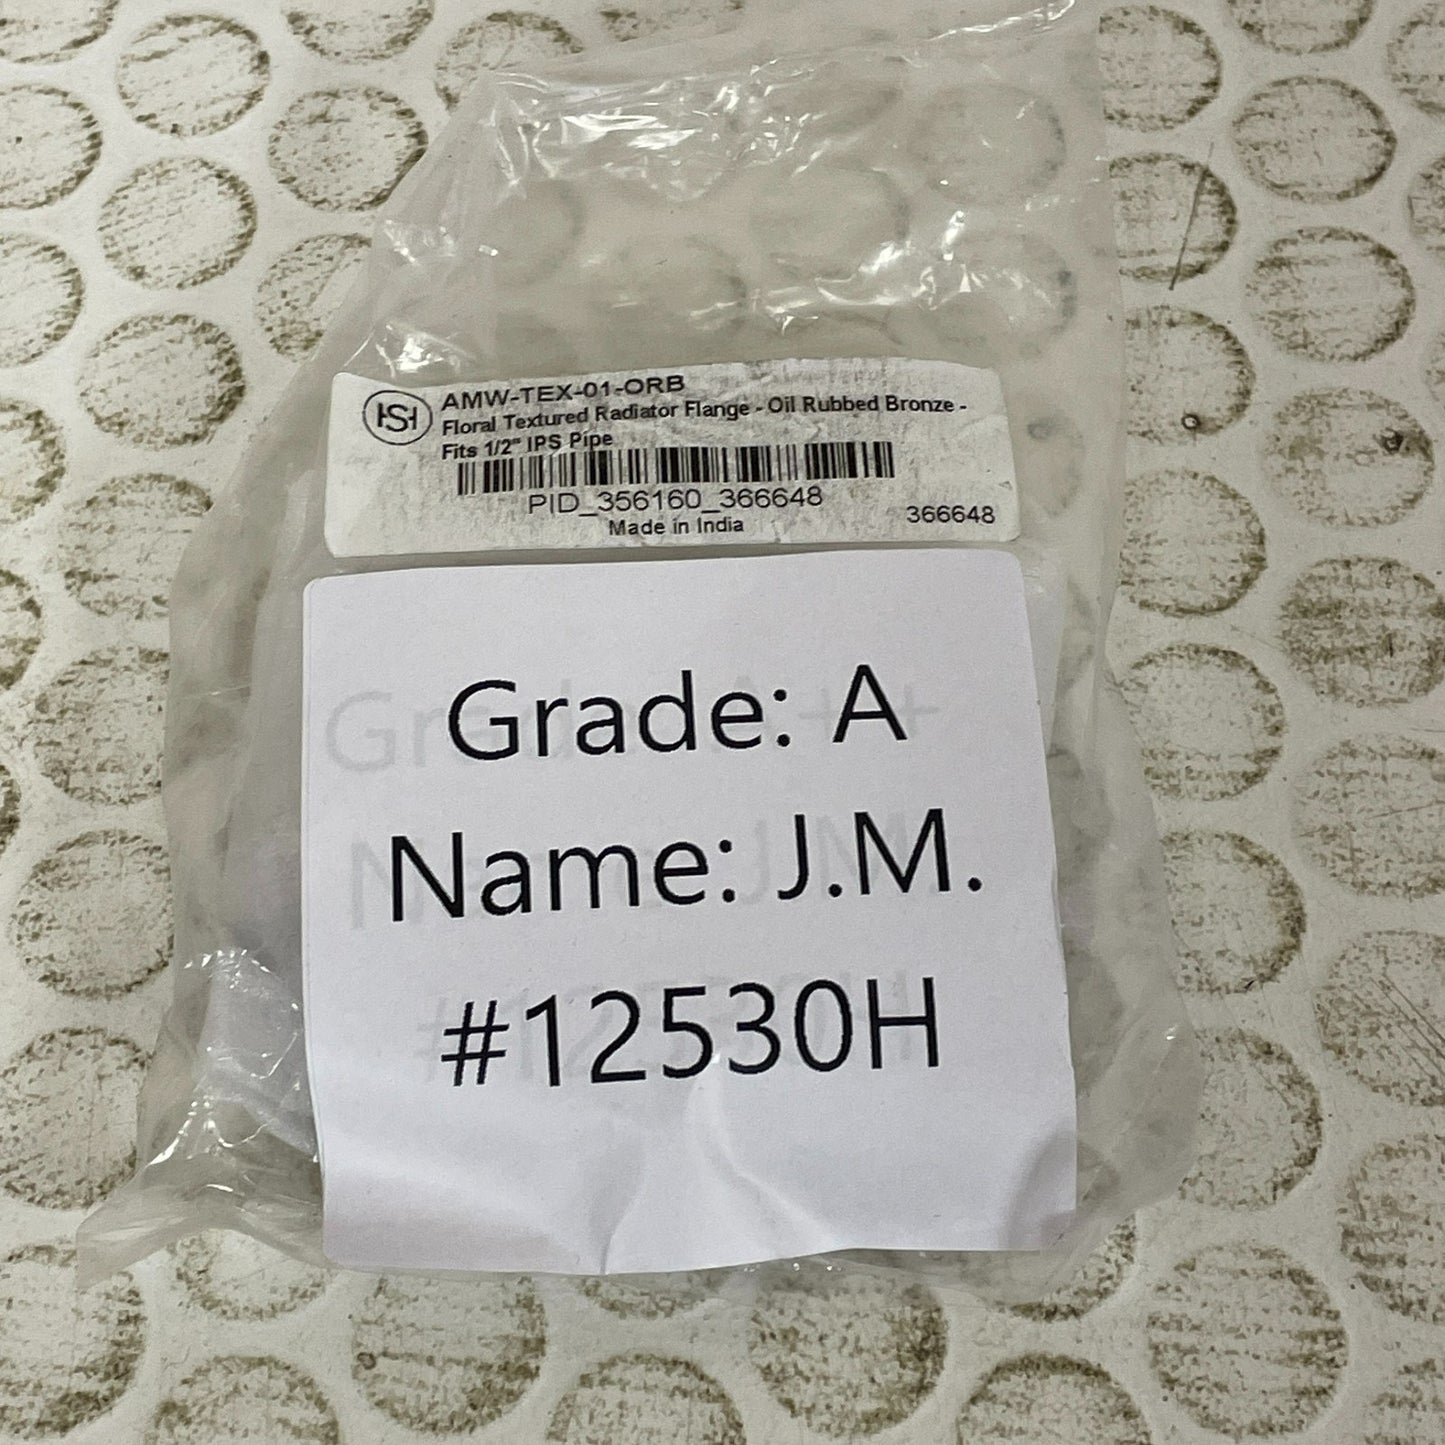 HS
AMW-TEX-01-ORB
Floral Textured Radiator Flange - Oil Rubbed Bronze -
Fits 1/2" IPS Pipe
PID_356160_366648
Made in India
366648
Grade: A
Name: J.M.
#12530H